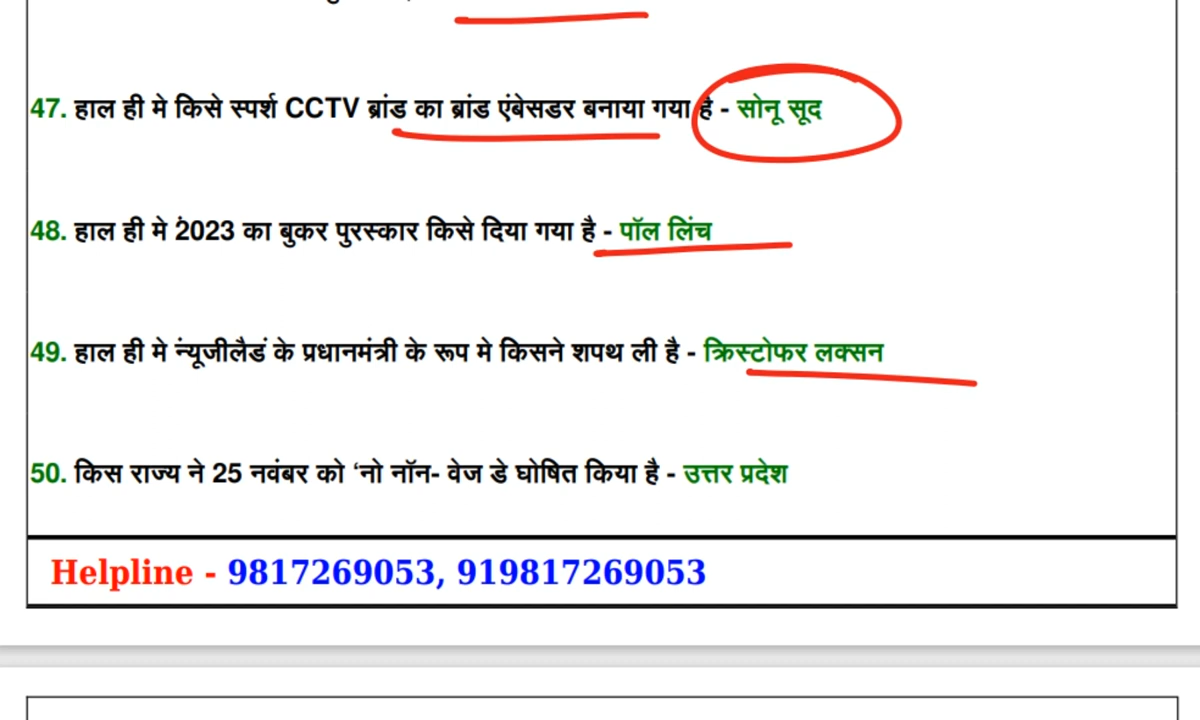 47. हाल ही मे किसे स्पर्श CCTV ब्रांड का ब्रांड एंबेसडर बनाया गया है - सोनू सूद
48. हाल ही मे 2023 का बुकर पुरस्कार किसे दिया गया है - पॉल लिंच
49. हाल ही मे न्यूजीलैडं के प्रधानमंत्री के रूप मे किसने शपथ ली है - क्रिस्टोफर लक्सन
50. किस राज्य ने 25 नवंबर को ‘नो नॉन- वेज डे घोषित किया है - उत्तर प्रदेश
Helpline - 9817269053, 919817269053